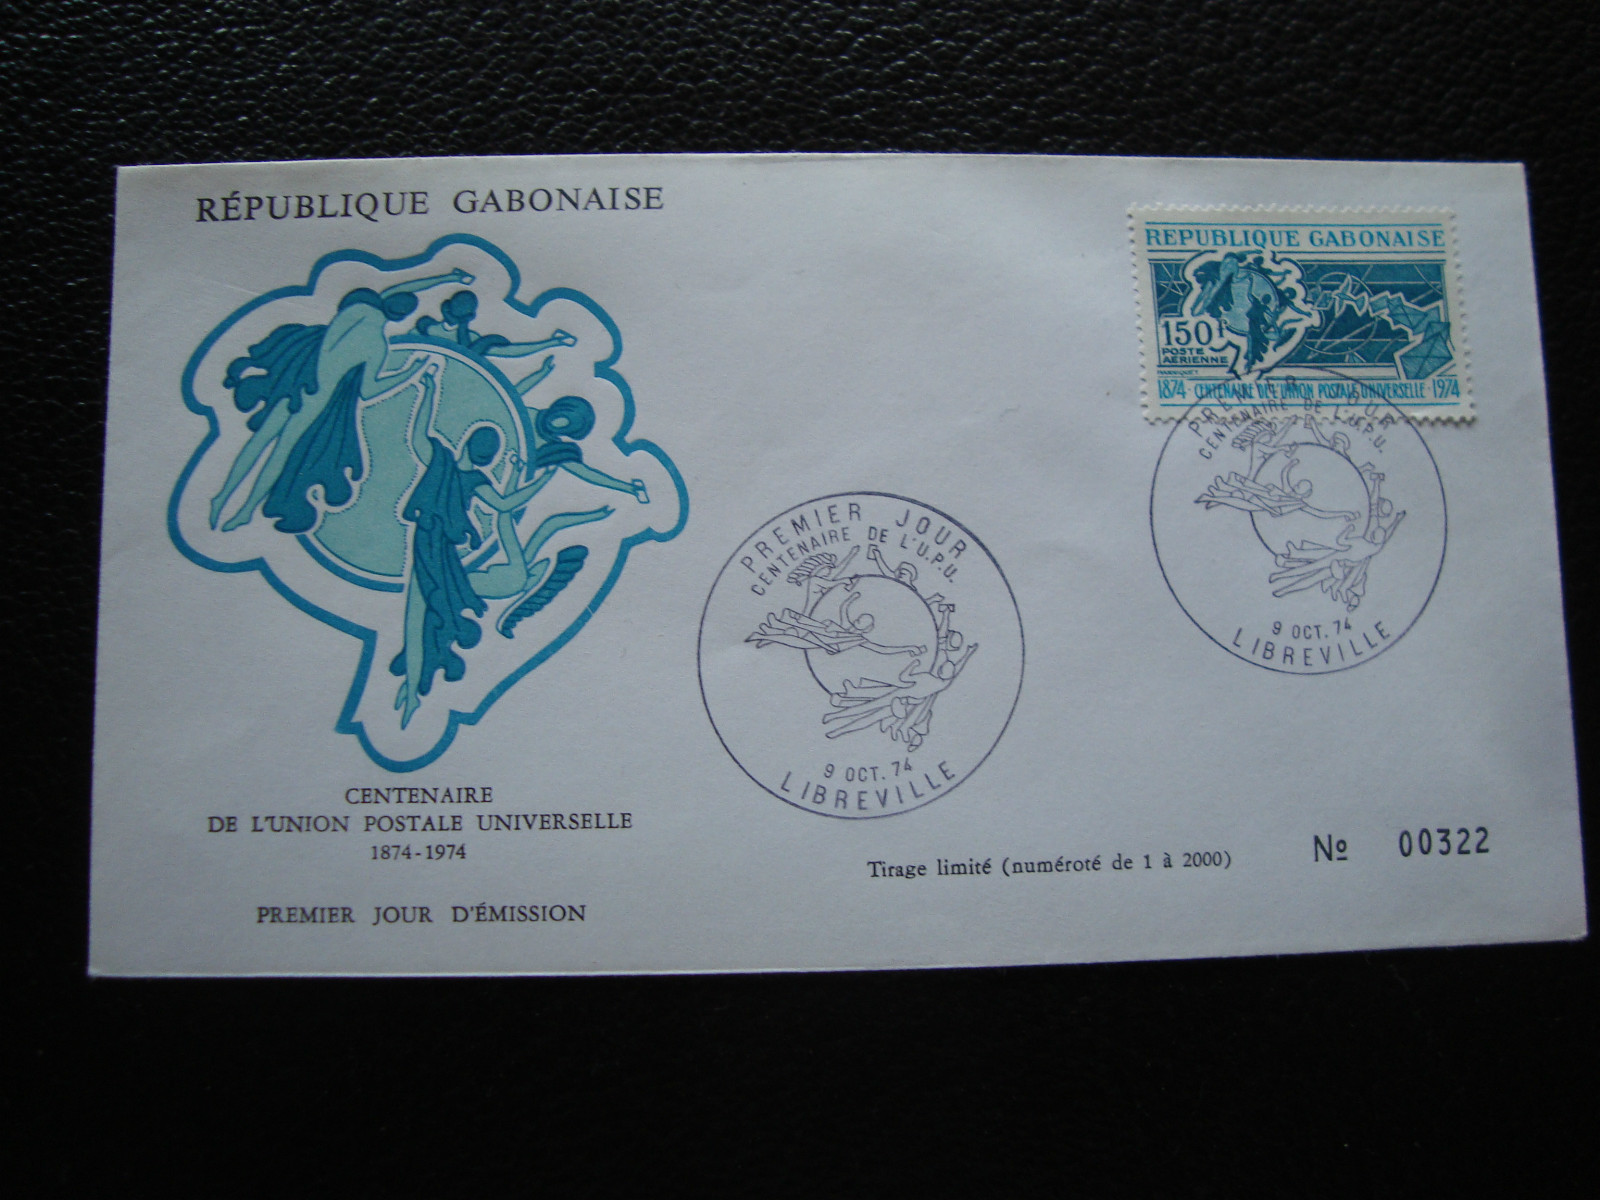 RÉPUBLIQUE GABONAISE
REPUBLIQUE GABONAISE
150F
POSTE
AÉRIENNE
1874 · CENTENAIRE DE L'UNION POSTALE UNIVERSELLE · 1974
PREMIER JOUR
CENTENAIRE DE L'U.P.U.
9 OCT. 74
LIBREVILLE
PREMIER JOUR
CENTENAIRE DE L'U.P.U.
9 OCT. 74
LIBREVILLE
CENTENAIRE
DE L'UNION POSTALE UNIVERSELLE
1874-1974
PREMIER JOUR D'ÉMISSION
Tirage limité (numéroté de 1 à 2000)
Nº 00322